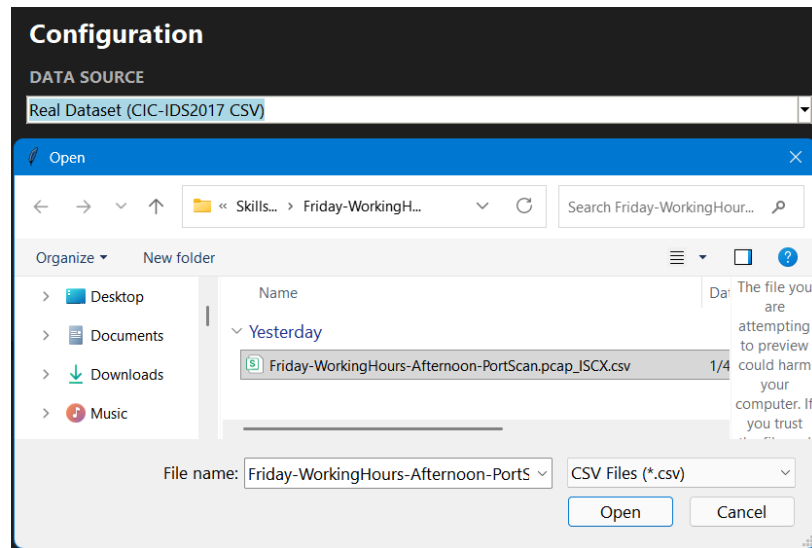 Configuration
DATA SOURCE
Real Dataset (CIC-IDS2017 CSV)
Open
« Skills... > Friday-WorkingH...
Search Friday-WorkingHour...
Organize
New folder
Desktop
Documents
Downloads
Music
Name
Yesterday
Friday-WorkingHours-Afternoon-PortScan.pcap_ISCX.csv
1/4
The file you
are
attempting
to preview
could harm
your
computer. If
you trust
File name:
Friday-WorkingHours-Afternoon-PortS
CSV Files (*.csv)
Open
Cancel